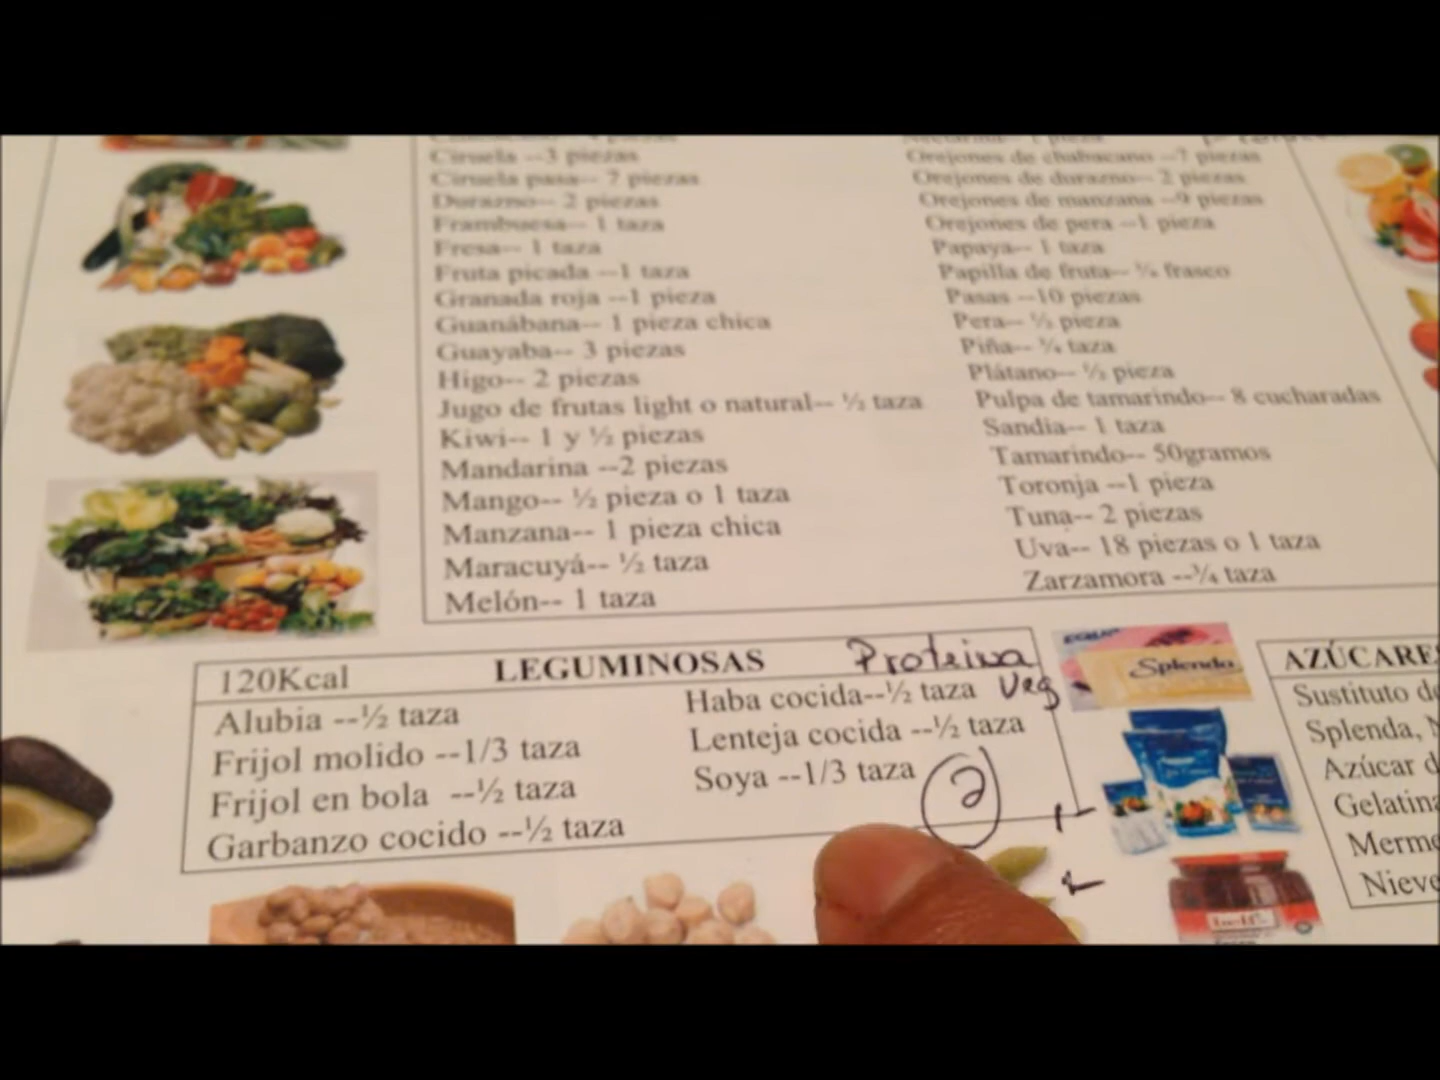 Ciruela --3 piezas
Ciruela pasa-- 7 piezas
Durazno-- 2 piezas
Frambuesa-- 1 taza
Fresa-- 1 taza
Fruta picada --1 taza
Granada roja --1 pieza
Guanábana-- 1 pieza chica
Guayaba-- 3 piezas
Higo-- 2 piezas
Jugo de frutas light o natural-- ½ taza
Kiwi-- 1 y ½ piezas
Mandarina --2 piezas
Mango-- ½ pieza o 1 taza
Manzana-- 1 pieza chica
Maracuyá-- ½ taza
Melón-- 1 taza
Orejones de chabacano --7 piezas
Orejones de durazno-- 2 piezas
Orejones de manzana --9 piezas
Orejones de pera --1 pieza
Papaya-- 1 taza
Papilla de fruta-- ¾ frasco
Pasas --10 piezas
Pera-- ½ pieza
Piña-- ¾ taza
Plátano-- ½ pieza
Pulpa de tamarindo-- 8 cucharadas
Sandia-- 1 taza
Tamarindo-- 50gramos
Toronja --1 pieza
Tuna-- 2 piezas
Uva-- 18 piezas o 1 taza
Zarzamora --¾ taza
120Kcal LEGUMINOSAS Proteina
Veg
Alubia --½ taza
Frijol molido --1/3 taza
Frijol en bola --½ taza
Garbanzo cocido --½ taza
Haba cocida--½ taza
Lenteja cocida --½ taza
Soya --1/3 taza
2
Splenda
AZÚCARES
Sustituto de
Splenda, N
Azúcar d
Gelatina
Merme
Nieve